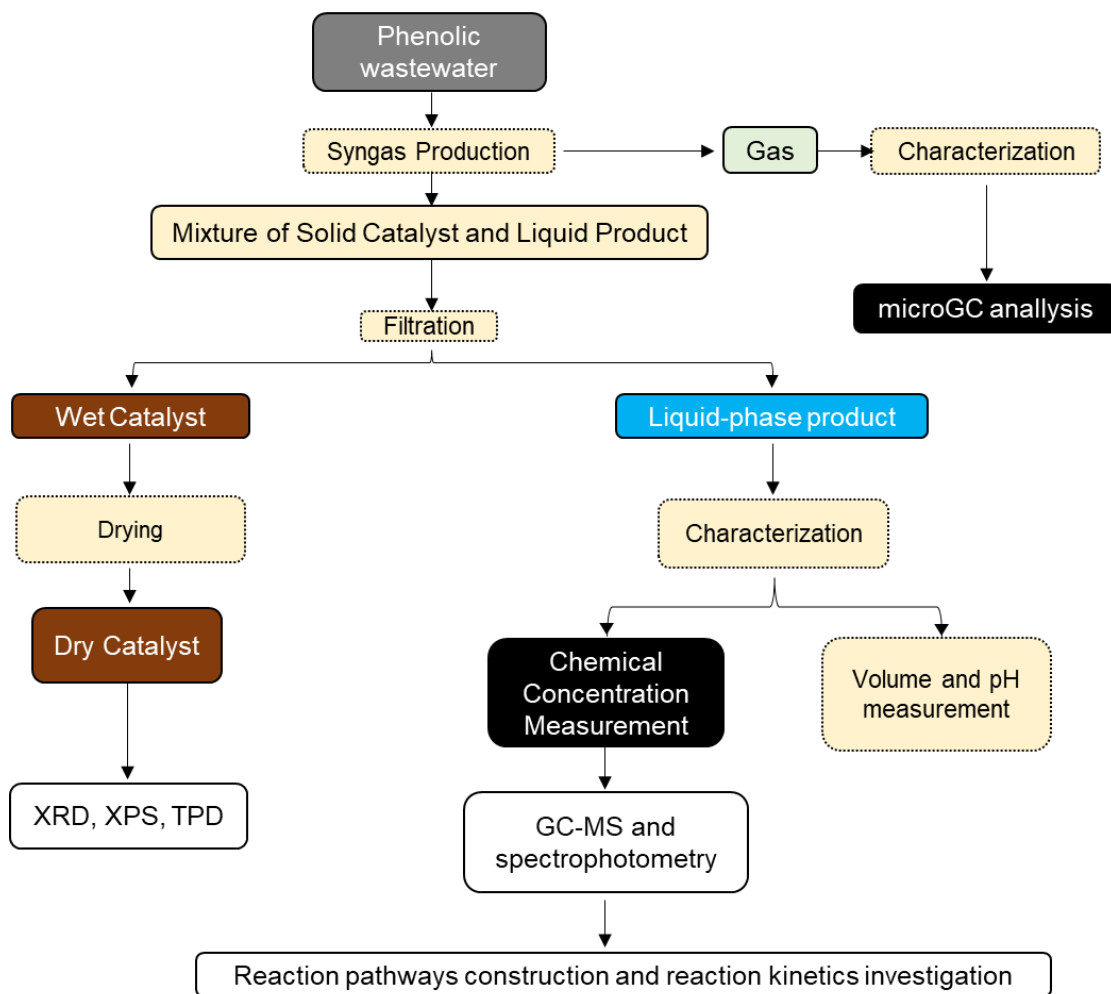 Phenolic
wastewater
Syngas Production
Gas
Characterization
Mixture of Solid Catalyst and Liquid Product
microGC anallysis
Filtration
Wet Catalyst
Liquid-phase product
Drying
Characterization
Dry Catalyst
Chemical
Concentration
Measurement
Volume and pH
measurement
XRD, XPS, TPD
GC-MS and
spectrophotometry
Reaction pathways construction and reaction kinetics investigation